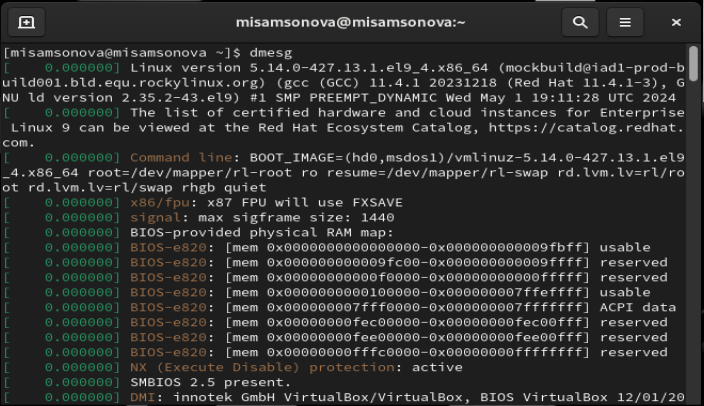 misamsonova@misamsonova:~
[misamsonova@misamsonova ~]$ dmesg
[    0.000000] Linux version 5.14.0-427.13.1.el9_4.x86_64 (mockbuild@iad1-prod-b
uild001.bld.equ.rockylinux.org) (gcc (GCC) 11.4.1 20231218 (Red Hat 11.4.1-3), G
NU ld version 2.35.2-43.el9) #1 SMP PREEMPT_DYNAMIC Wed May 1 19:11:28 UTC 2024
[    0.000000] The list of certified hardware and cloud instances for Enterprise
 Linux 9 can be viewed at the Red Hat Ecosystem Catalog, https://catalog.redhat.
com.
[    0.000000] Command line: BOOT_IMAGE=(hd0,msdos1)/vmlinuz-5.14.0-427.13.1.el9
_4.x86_64 root=/dev/mapper/rl-root ro resume=/dev/mapper/rl-swap rd.lvm.lv=rl/ro
ot rd.lvm.lv=rl/swap rhgb quiet
[    0.000000] x86/fpu: x87 FPU will use FXSAVE
[    0.000000] signal: max sigframe size: 1440
[    0.000000] BIOS-provided physical RAM map:
[    0.000000] BIOS-e820: [mem 0x0000000000000000-0x000000000009fbff] usable
[    0.000000] BIOS-e820: [mem 0x000000000009fc00-0x000000000009ffff] reserved
[    0.000000] BIOS-e820: [mem 0x00000000000f0000-0x00000000000fffff] reserved
[    0.000000] BIOS-e820: [mem 0x0000000000100000-0x000000007ffeffff] usable
[    0.000000] BIOS-e820: [mem 0x000000007fff0000-0x000000007fffffff] ACPI data
[    0.000000] BIOS-e820: [mem 0x00000000fec00000-0x00000000fec00fff] reserved
[    0.000000] BIOS-e820: [mem 0x00000000fee00000-0x00000000fee00fff] reserved
[    0.000000] BIOS-e820: [mem 0x00000000fffc0000-0x00000000ffffffff] reserved
[    0.000000] NX (Execute Disable) protection: active
[    0.000000] SMBIOS 2.5 present.
[    0.000000] DMI: innotek GmbH VirtualBox/VirtualBox, BIOS VirtualBox 12/01/20